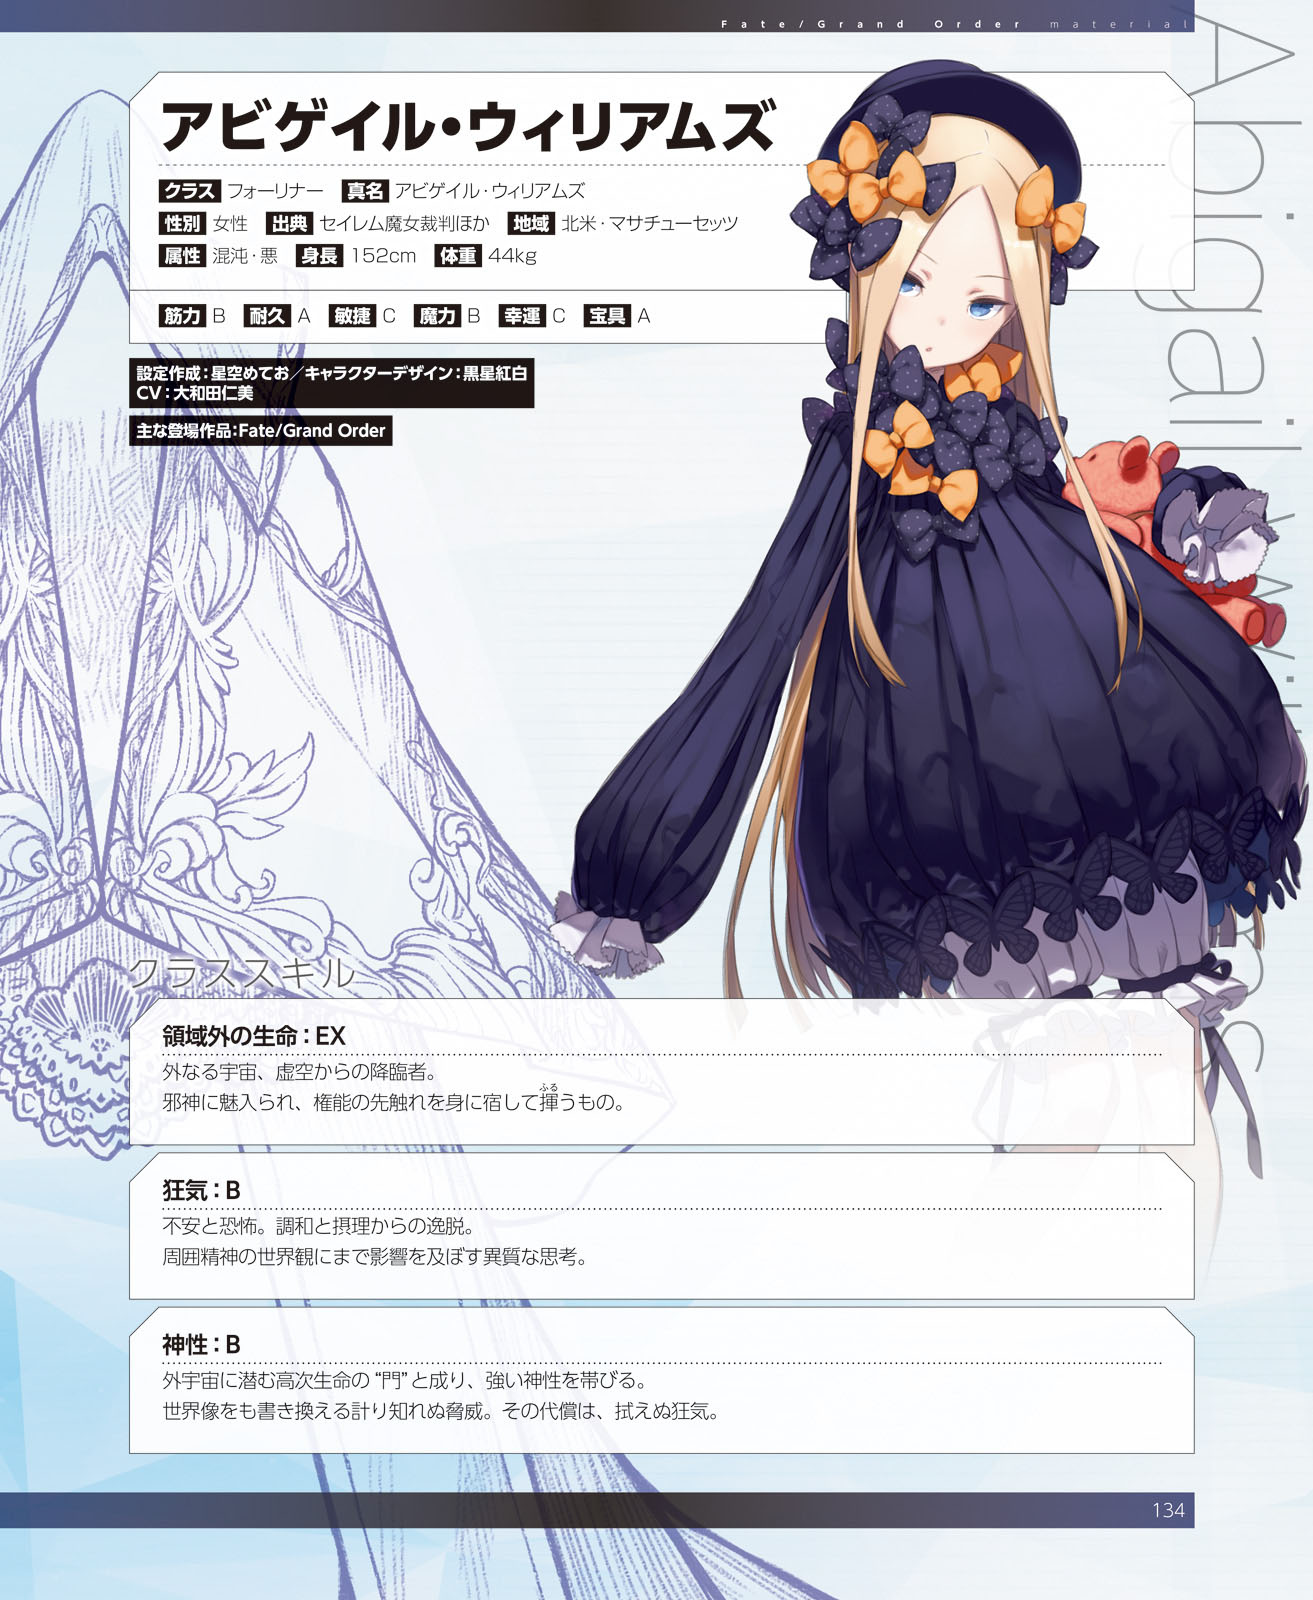 Fate/Grand Order material
アビゲイル・ウィリアムズ
クラス フォーリナー 真名 アビゲイル・ウィリアムズ
性別 女性 出典 セイレム魔女裁判ほか 地域 北米・マサチューセッツ
属性 混沌・悪 身長 152cm 体重 44kg
筋力 B 耐久 A 敏捷 C 魔力 B 幸運 C 宝具 A
設定作成：星空めてお／キャラクターデザイン：黒星紅白
CV：大和田仁美
主な登場作品：Fate/Grand Order
Abigail
クラススキル
領域外の生命：EX
外なる宇宙、虚空からの降臨者。
ふる
邪神に魅入られ、権能の先触れを身に宿して揮うもの。
狂気：B
不安と恐怖。調和と摂理からの逸脱。
周囲精神の世界観にまで影響を及ぼす異質な思考。
神性：B
外宇宙に潜む高次生命の“門”と成り、強い神性を帯びる。
世界像をも書き換える計り知れぬ脅威。その代償は、拭えぬ狂気。
134